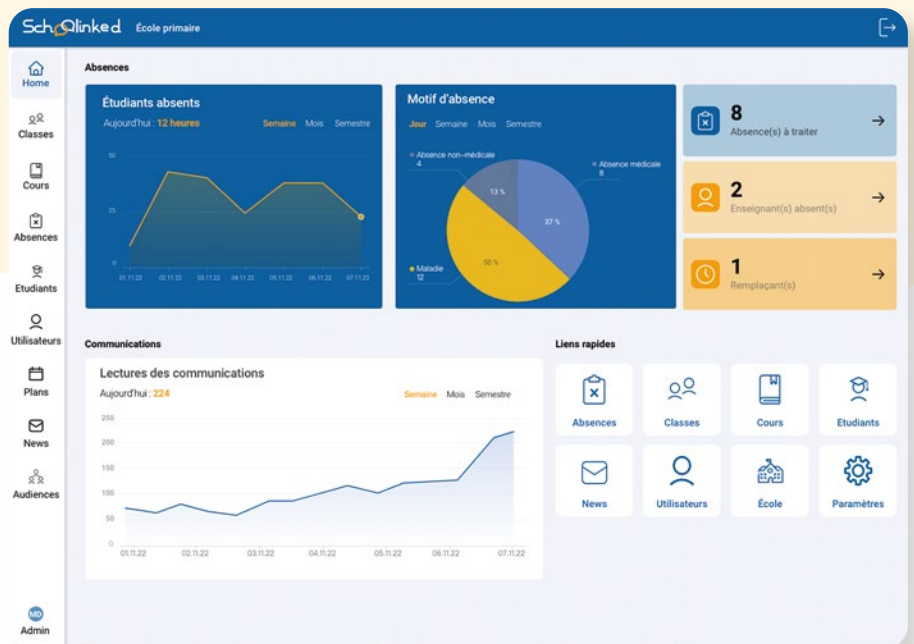 Schoolinked École primaire
Home
Classes
Cours
Absences
Etudiants
Utilisateurs
Plans
News
Audiences
MD
Admin
Absences
Étudiants absents
Aujourd'hui : 12 heures
Semaine Mois Semestre
50
25
0
01.11.22 02.11.22 03.11.22 04.11.22 05.11.22 06.11.22 07.11.22
Motif d'absence
Jour Semaine Mois Semestre
Absence non-médicale
4
Absence médicale
8
13 %
37 %
50 %
Maladie
12
8
Absence(s) à traiter
2
Enseignant(s) absent(s)
1
Remplaçant(s)
Communications
Lectures des communications
Aujourd'hui : 224
Semaine Mois Semestre
250
200
150
100
50
0
01.11.22 02.11.22 03.11.22 04.11.22 05.11.22 06.11.22 07.11.22
Liens rapides
Absences Classes Cours Etudiants
News Utilisateurs École Paramètres